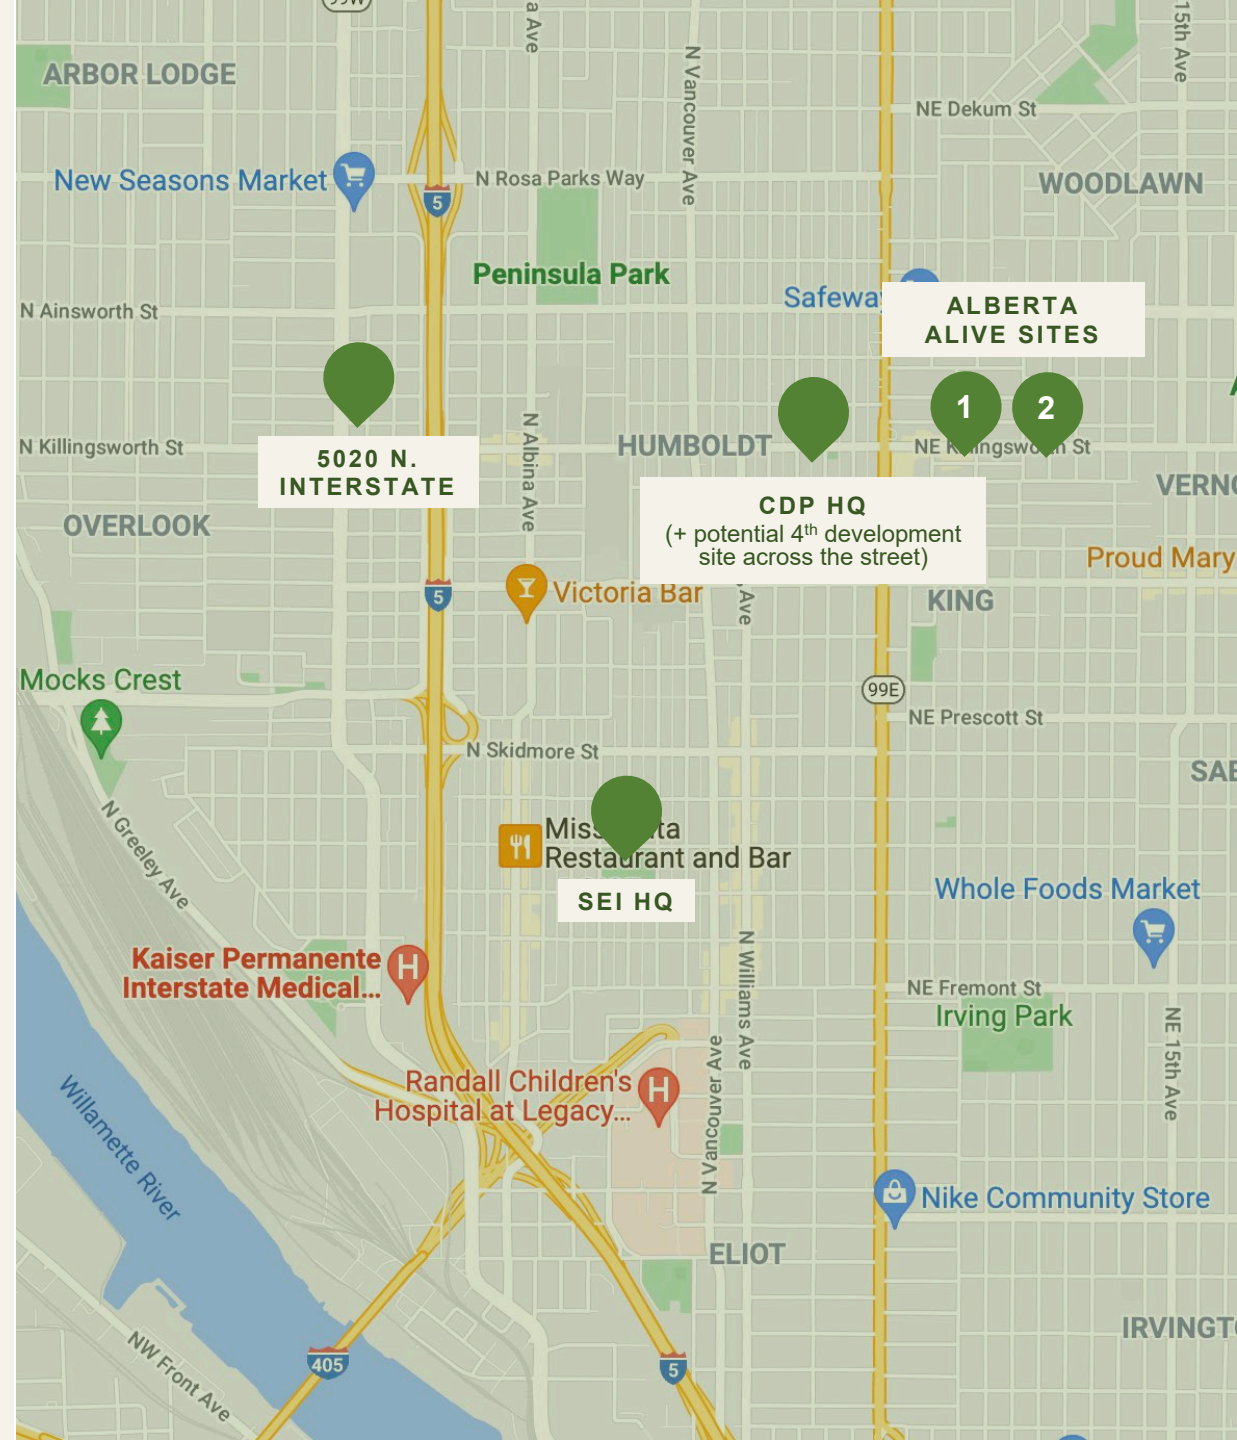 ARBOR LODGE
N Vancouver Ave
15th Ave
NE Dekum St
New Seasons Market
N Rosa Parks Way
WOODLAWN
5
Peninsula Park
N Ainsworth St
ALBERTA
ALIVE SITES
1
2
N Killingsworth St
N Albina Ave
HUMBOLDT
5020 N.
INTERSTATE
CDP HQ
(+ potential 4th development
site across the street)
OVERLOOK
Proud Mary
5
Victoria Bar
Ave
KING
Mocks Crest
99E
NE Prescott St
N Skidmore St
N Greeley Ave
Restaurant and Bar
SEI HQ
Whole Foods Market
Kaiser Permanente
Interstate Medical...
H
N Williams Ave
NE Fremont St
Irving Park
NE 15th Ave
Randall Children's
Hospital at Legacy...
H
N Vancouver Ave
Willamette River
Nike Community Store
ELIOT
NW Front Ave
405
5